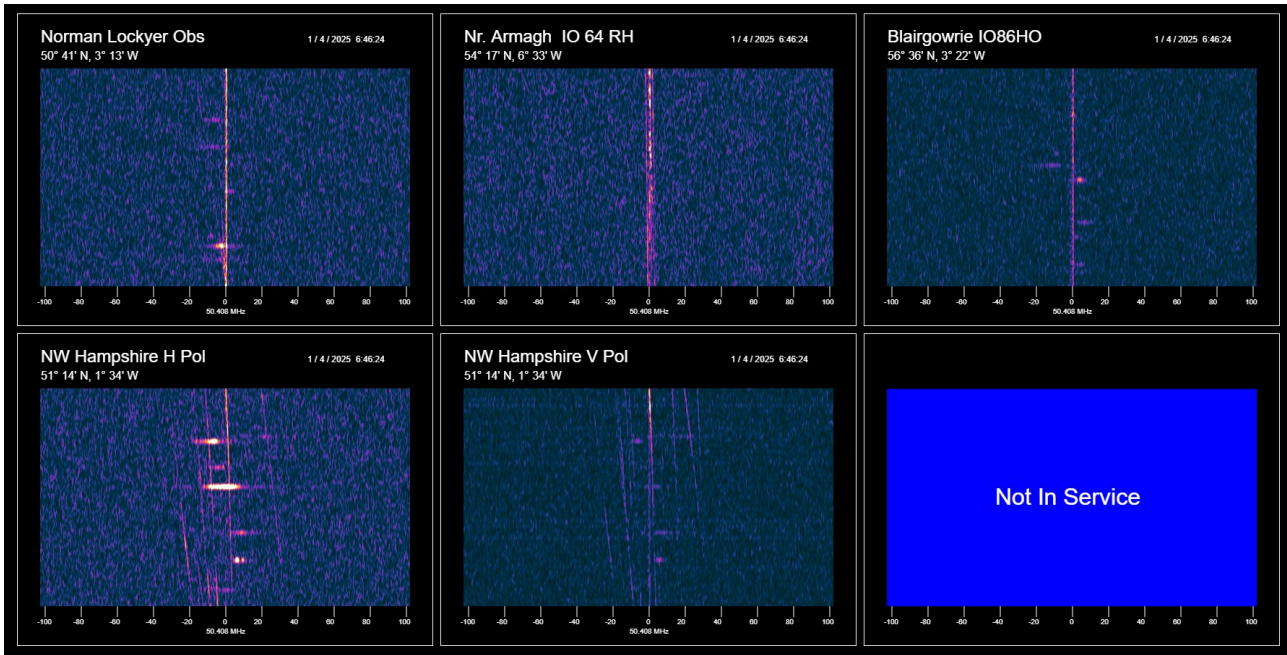 Norman Lockyer Obs
1 / 4 / 2025 6:46:24
50° 41' N, 3° 13' W
-100 -80 -60 -40 -20 0 20 40 60 80 100
50.408 MHz
Nr. Armagh IO 64 RH
1 / 4 / 2025 6:46:24
54° 17' N, 6° 33' W
-100 -80 -60 -40 -20 0 20 40 60 80 100
50.408 MHz
Blairgowrie IO86HO
1 / 4 / 2025 6:46:24
56° 36' N, 3° 22' W
-100 -80 -60 -40 -20 0 20 40 60 80 100
50.408 MHz
NW Hampshire H Pol
1 / 4 / 2025 6:46:24
51° 14' N, 1° 34' W
-100 -80 -60 -40 -20 0 20 40 60 80 100
50.408 MHz
NW Hampshire V Pol
1 / 4 / 2025 6:46:24
51° 14' N, 1° 34' W
-100 -80 -60 -40 -20 0 20 40 60 80 100
50.408 MHz
Not In Service
-100 -80 -60 -40 -20 0 20 40 60 80 100